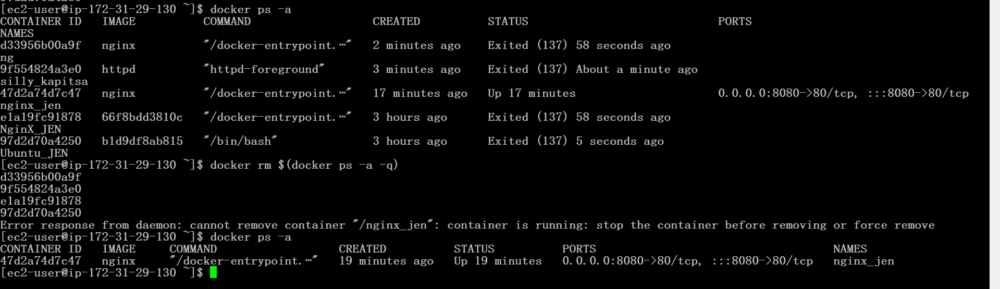 [ec2-user@ip-172-31-29-130 ~]$ docker ps -a
CONTAINER ID   IMAGE          COMMAND                  CREATED          STATUS                            PORTS
NAMES
d33956b00a9f   nginx          "/docker-entrypoint.…"   2 minutes ago    Exited (137) 58 seconds ago
ng
9f554824a3e0   httpd          "httpd-foreground"       3 minutes ago    Exited (137) About a minute ago
silly_kapitsa
47d2a74d7c47   nginx          "/docker-entrypoint.…"   17 minutes ago   Up 17 minutes                     0.0.0.0:8080->80/tcp, :::8080->80/tcp
nginx_jen
e1a19fc91878   66f8bdd3810c   "/docker-entrypoint.…"   3 hours ago      Exited (137) 58 seconds ago
NginX_JEN
97d2d70a4250   b1d9df8ab815   "/bin/bash"              3 hours ago      Exited (137) 5 seconds ago
Ubuntu_JEN
[ec2-user@ip-172-31-29-130 ~]$ docker rm $(docker ps -a -q)
d33956b00a9f
9f554824a3e0
e1a19fc91878
97d2d70a4250
Error response from daemon: cannot remove container "/nginx_jen": container is running: stop the container before removing or force remove
[ec2-user@ip-172-31-29-130 ~]$ docker ps -a
CONTAINER ID   IMAGE     COMMAND                  CREATED          STATUS          PORTS                                   NAMES
47d2a74d7c47   nginx     "/docker-entrypoint.…"   19 minutes ago   Up 19 minutes   0.0.0.0:8080->80/tcp, :::8080->80/tcp   nginx_jen
[ec2-user@ip-172-31-29-130 ~]$